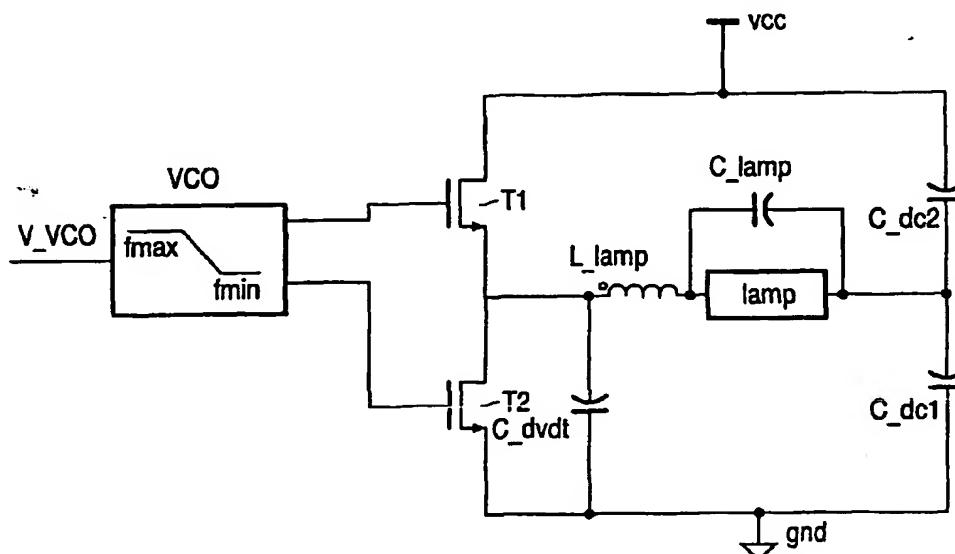 vcc
VCO
V_VCO
fmax
fmin
T1
C_lamp
L_lamp
lamp
C_dc2
T2
C_dvdt
C_dc1
gnd